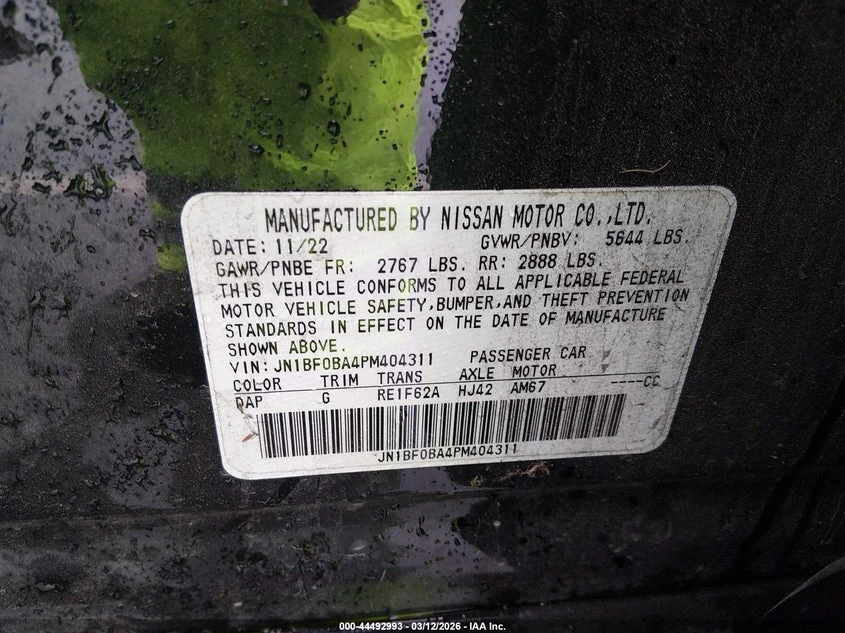 MANUFACTURED BY NISSAN MOTOR CO.,LTD.
DATE: 11/22 GVWR/PNBV: 5644 LBS.
GAWR/PNBE FR: 2767 LBS. RR: 2888 LBS.
THIS VEHICLE CONFORMS TO ALL APPLICABLE FEDERAL
MOTOR VEHICLE SAFETY,BUMPER,AND THEFT PREVENTION
STANDARDS IN EFFECT ON THE DATE OF MANUFACTURE
SHOWN ABOVE.
VIN: JN1BF0BA4PM404311 PASSENGER CAR
COLOR TRIM TRANS AXLE MOTOR
DAP G RE1F62A HJ42 AM67 ----CC
JN1BF0BA4PM404311
000-44492993 - 03/12/2026 - IAA Inc.